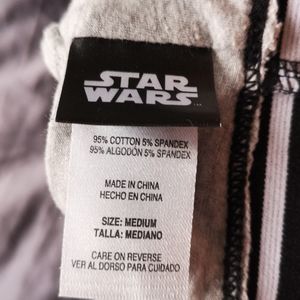 STAR
WARS
95% COTTON 5% SPANDEX
95% ALGODÓN 5% SPANDEX
MADE IN CHINA
HECHO EN CHINA
SIZE: MEDIUM
TALLA: MEDIANO
CARE ON REVERSE
VER AL DORSO PARA CUIDADO